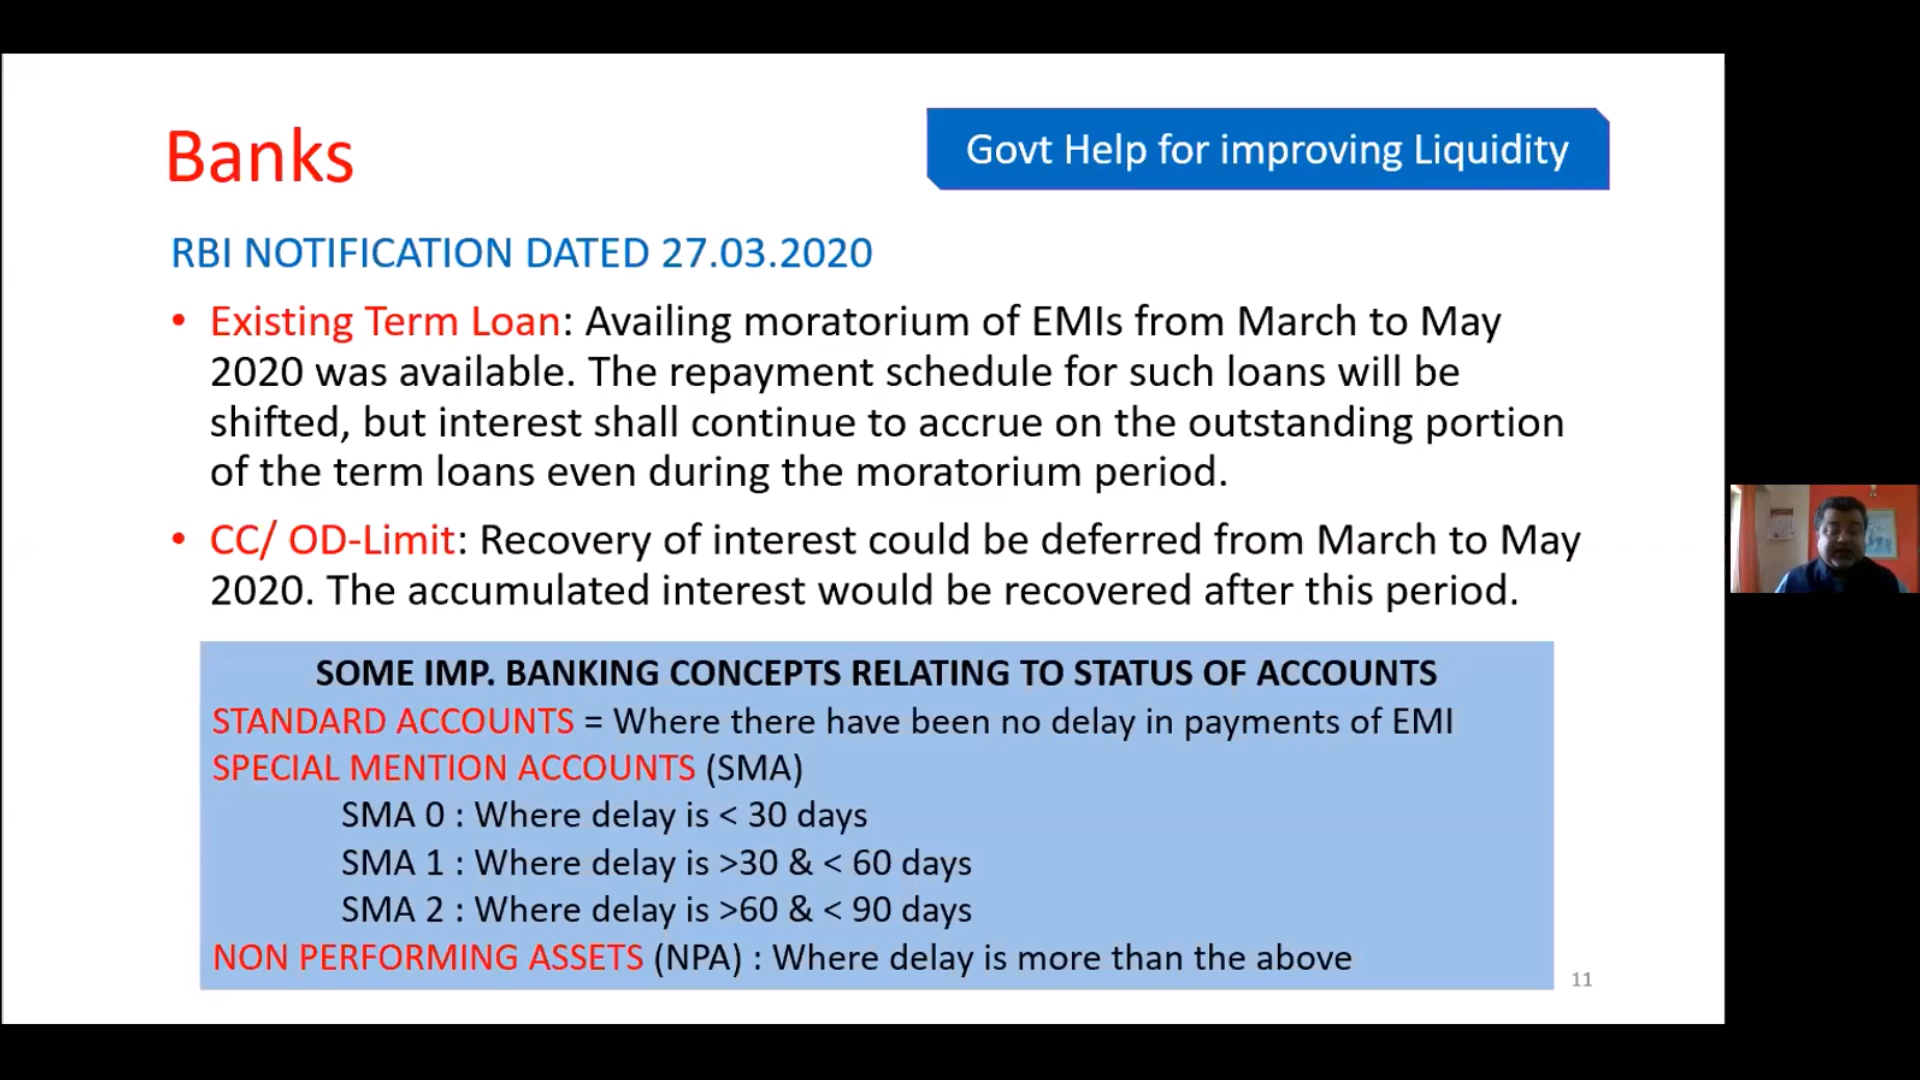 Banks
Govt Help for improving Liquidity
RBI NOTIFICATION DATED 27.03.2020
• Existing Term Loan: Availing moratorium of EMIs from March to May
2020 was available. The repayment schedule for such loans will be
shifted, but interest shall continue to accrue on the outstanding portion
of the term loans even during the moratorium period.
• CC/ OD-Limit: Recovery of interest could be deferred from March to May
2020. The accumulated interest would be recovered after this period.
SOME IMP. BANKING CONCEPTS RELATING TO STATUS OF ACCOUNTS
STANDARD ACCOUNTS = Where there have been no delay in payments of EMI
SPECIAL MENTION ACCOUNTS (SMA)
SMA 0 : Where delay is < 30 days
SMA 1 : Where delay is >30 & < 60 days
SMA 2 : Where delay is >60 & < 90 days
NON PERFORMING ASSETS (NPA) : Where delay is more than the above
11